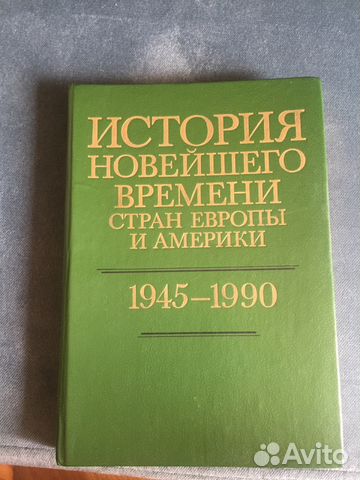 ИСТОРИЯ
НОВЕЙШЕГО
ВРЕМЕНИ
СТРАН ЕВРОПЫ
И АМЕРИКИ
1945–1990
Avito